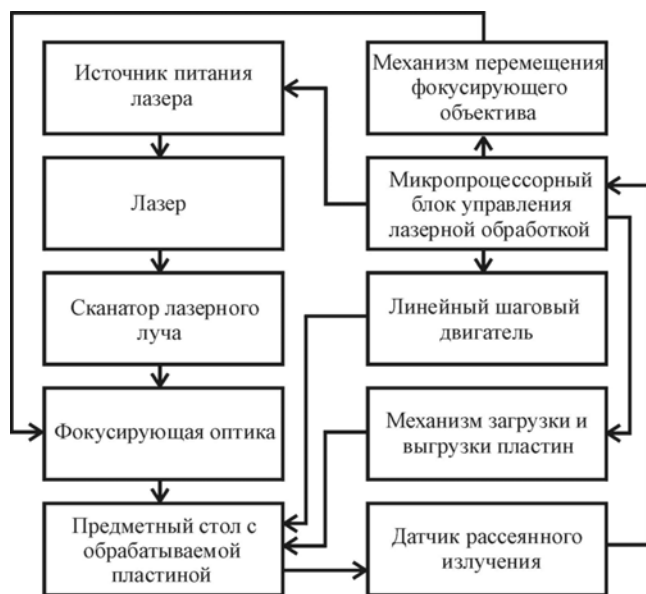 Источник питания
лазера
Механизм перемещения
фокусирующего
объектива
Лазер
Микропроцессорный
блок управления
лазерной обработкой
Сканатор лазерного
луча
Линейный шаговый
двигатель
Фокусирующая оптика
Механизм загрузки и
выгрузки пластин
Предметный стол с
обрабатываемой
пластиной
Датчик рассеянного
излучения